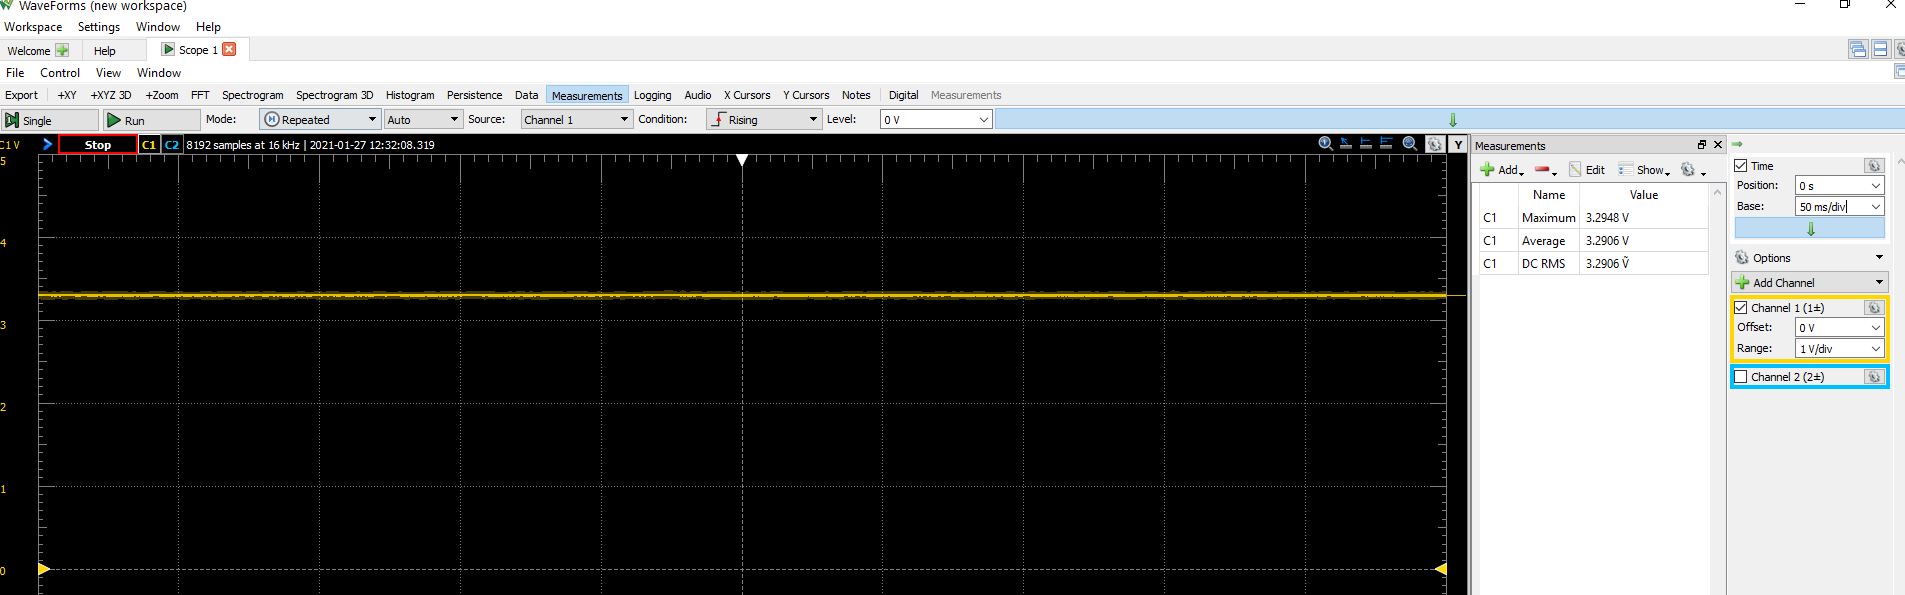 WaveForms (new workspace)
Workspace Settings Window Help
Welcome Help Scope 1
File Control View Window
Export +XY +XYZ 3D +Zoom FFT Spectrogram Spectrogram 3D Histogram Persistence Data Measurements Logging Audio X Cursors Y Cursors Notes Digital Measurements
Single Run Mode: Repeated Auto Source: Channel 1 Condition: Rising Level: 0 V
C1 V Stop C1 C2 8192 samples at 16 kHz | 2021-01-27 12:32:08.319 Y
5
4
3
2
1
0
Measurements
Add Edit Show
Name Value
C1 Maximum 3.2948 V
C1 Average 3.2906 V
C1 DC RMS 3.2906 Ṽ
Time
Position: 0 s
Base: 50 ms/div
Options
Add Channel
Channel 1 (1±)
Offset: 0 V
Range: 1 V/div
Channel 2 (2±)